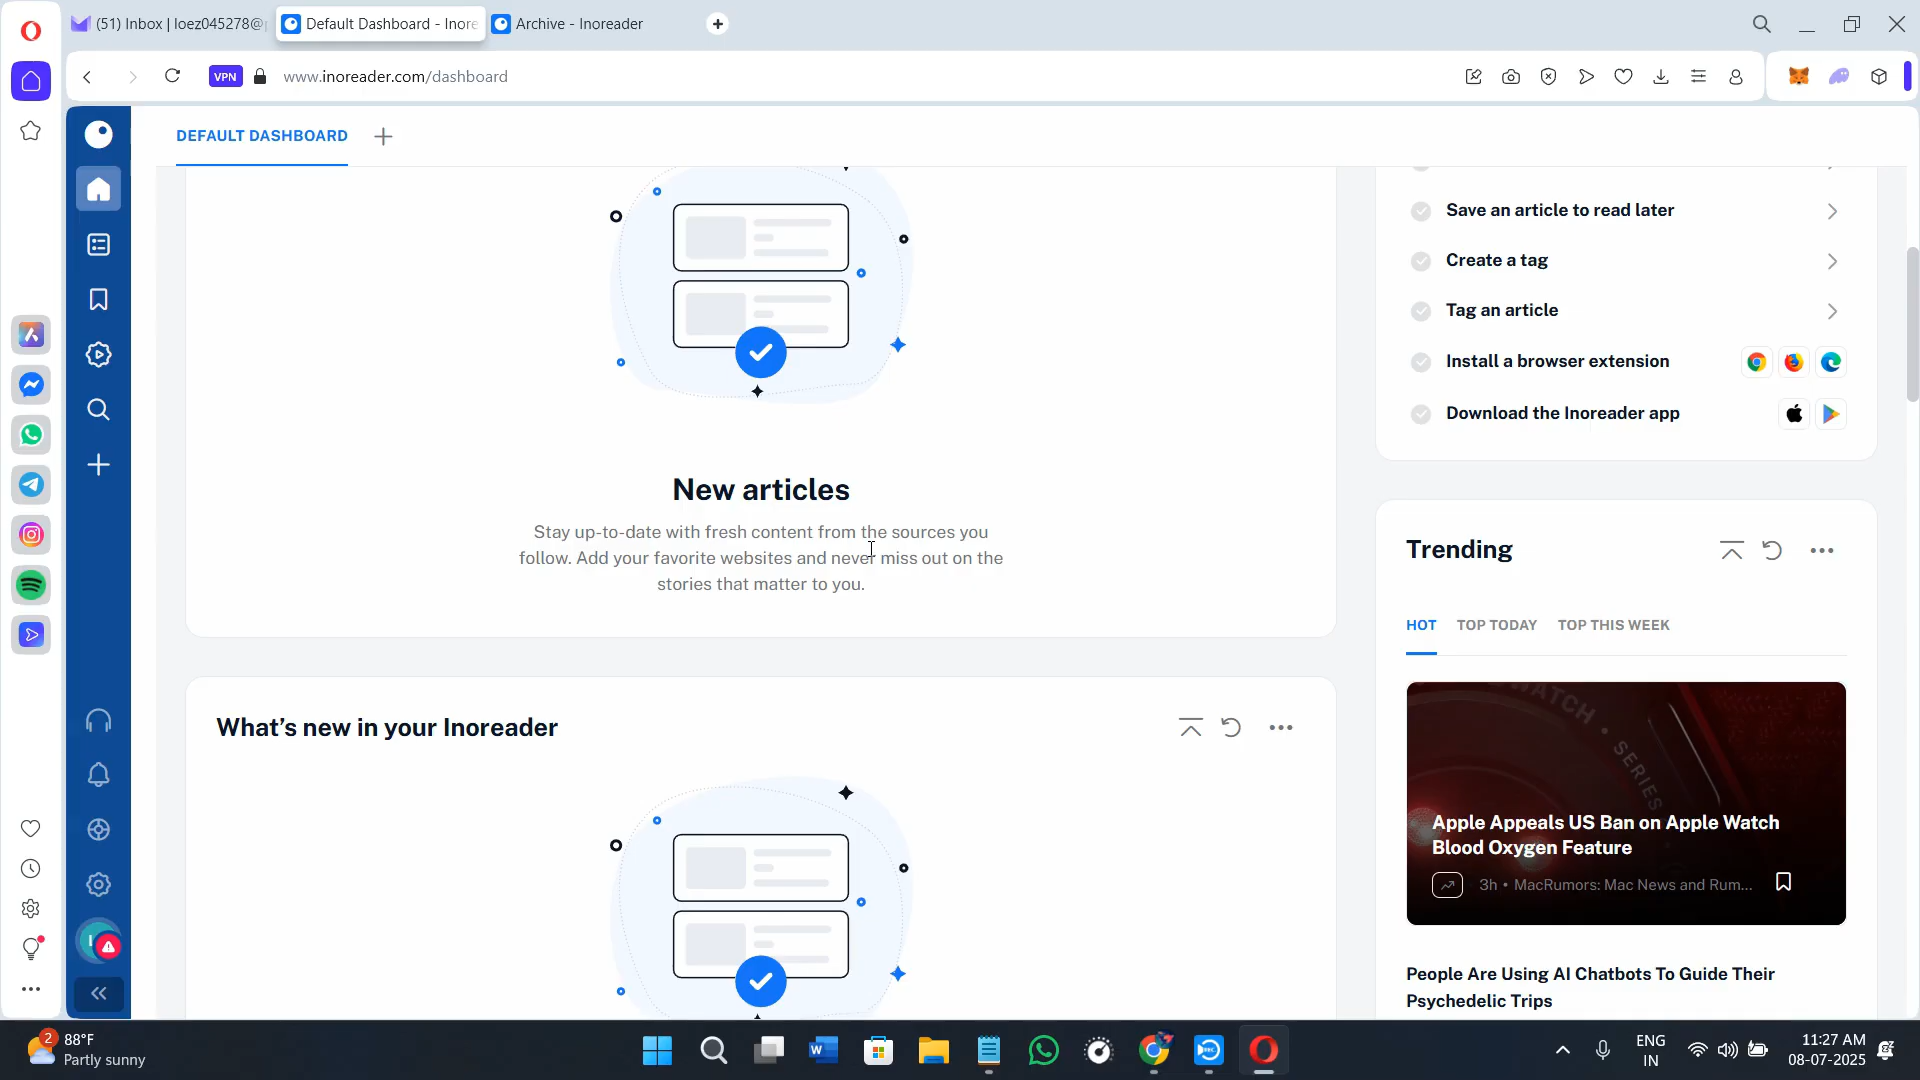 (51) Inbox | loez045278@
Default Dashboard - Inore
Archive - Inoreader
VPN
www.inoreader.com/dashboard
DEFAULT DASHBOARD
New articles
Stay up-to-date with fresh content from the sources you
follow. Add your favorite websites and never miss out on the
stories that matter to you.
What's new in your Inoreader
Save an article to read later
Create a tag
Tag an article
Install a browser extension
Download the Inoreader app
Trending
HOT
TOP TODAY
TOP THIS WEEK
WATCH • SERIES
Apple Appeals US Ban on Apple Watch
Blood Oxygen Feature
3h • MacRumors: Mac News and Rum...
People Are Using AI Chatbots To Guide Their
Psychedelic Trips
2
88°F
Partly sunny
ENG
IN
11:27 AM
08-07-2025